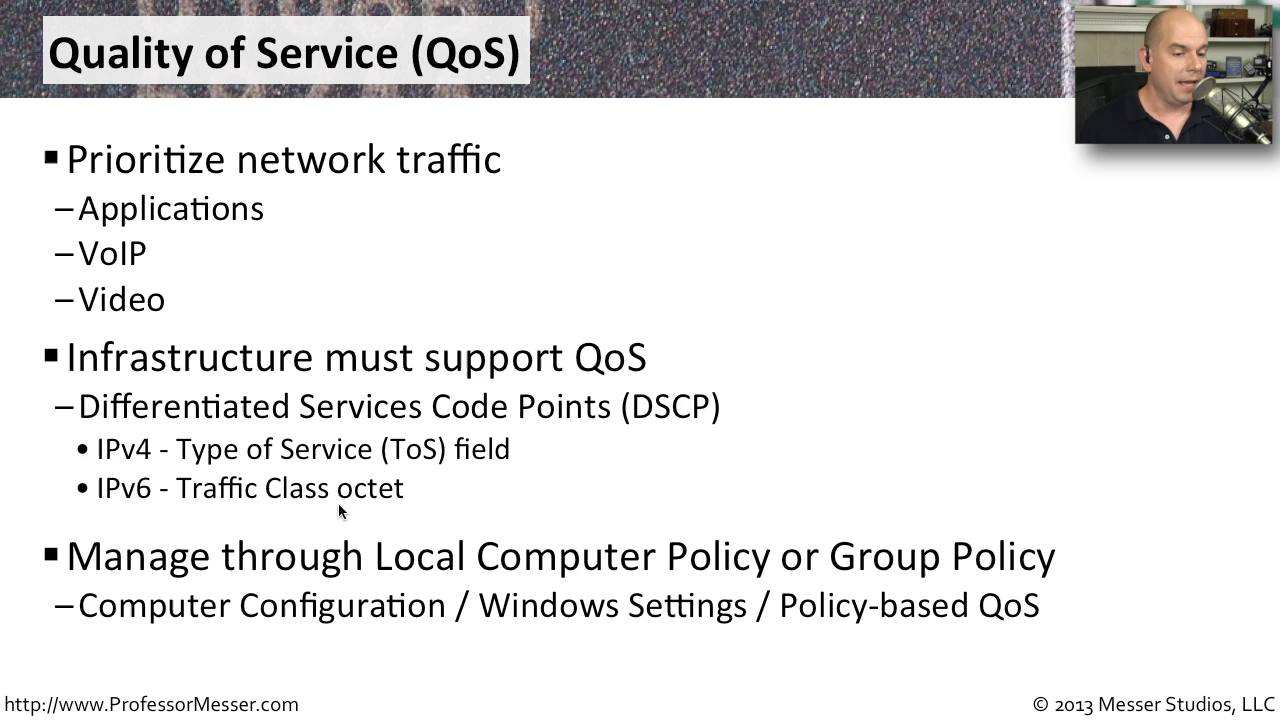 Quality of Service (QoS)
▪ Prioritize network traffic
– Applications
– VoIP
– Video
▪ Infrastructure must support QoS
– Differentiated Services Code Points (DSCP)
• IPv4 - Type of Service (ToS) field
• IPv6 - Traffic Class octet
▪ Manage through Local Computer Policy or Group Policy
– Computer Configuration / Windows Settings / Policy-based QoS
http://www.ProfessorMesser.com
© 2013 Messer Studios, LLC